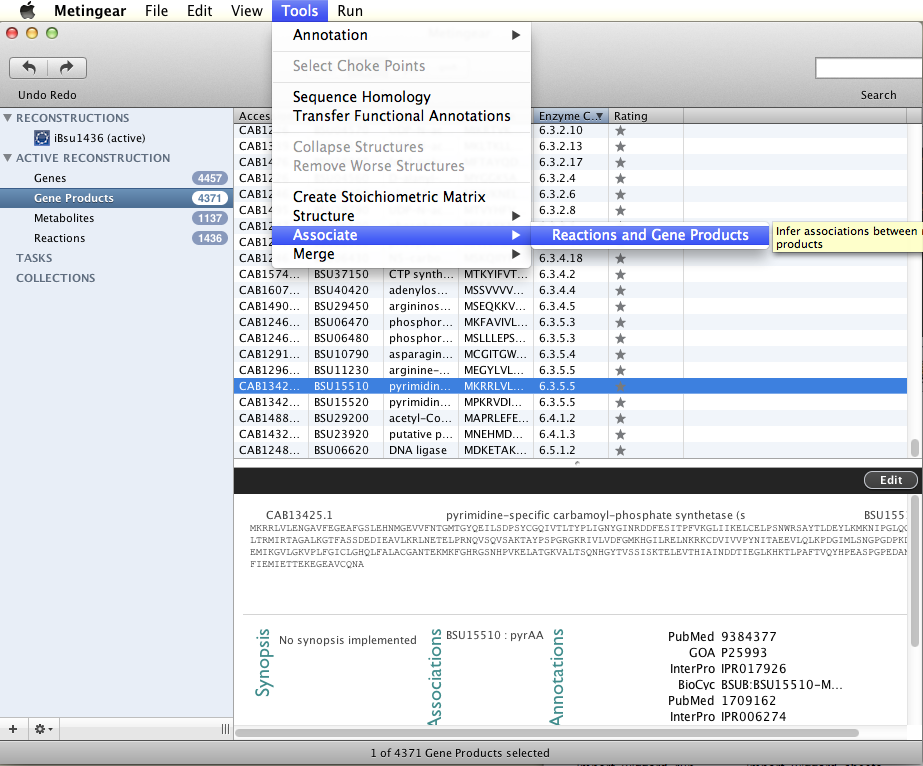 Metingear File Edit View Tools Run
Annotation
Select Choke Points
Sequence Homology
Transfer Functional Annotations
Collapse Structures
Remove Worse Structures
Create Stoichiometric Matrix
Structure
Associate
Merge
Reactions and Gene Products
Infer associations between
products
Undo Redo
Search
RECONSTRUCTIONS
iBsu1436 (active)
ACTIVE RECONSTRUCTION
Genes 4457
Gene Products 4371
Metabolites 1137
Reactions 1436
TASKS
COLLECTIONS
Acces Enzyme C... Rating
CAB12 6.3.2.10
CAB13 6.3.2.13
CAB14 6.3.2.17
CAB12 6.3.2.4
CAB12 6.3.2.6
CAB14 6.3.2.8
CAB12
CAB12
CAB12... 6.3.4.18
CAB1574... BSU37150 CTP synth... MTKYIFVT... 6.3.4.2
CAB1607... BSU40420 adenylos... MSSVVVV... 6.3.4.4
CAB1490... BSU29450 argininos... MSEQKKV... 6.3.4.5
CAB1246... BSU06470 phosphor... MKFAVIVL... 6.3.5.3
CAB1246... BSU06480 phosphor... MSLLLEPS... 6.3.5.3
CAB1291... BSU10790 asparagin... MCGITGW... 6.3.5.4
CAB1296... BSU11230 arginine-... MEGYLVL... 6.3.5.5
CAB1342... BSU15510 pyrimidin... MKRRLVL... 6.3.5.5
CAB1342... BSU15520 pyrimidin... MPKRVDI... 6.3.5.5
CAB1488... BSU29200 acetyl-Co... MAPRLEFE... 6.4.1.2
CAB1432... BSU23920 putative p... MNEHMD... 6.4.1.3
CAB1248... BSU06620 DNA ligase MDKETAK... 6.5.1.2
Edit
CAB13425.1 pyrimidine-specific carbamoyl-phosphate synthetase (s BSU155
MKRRLVLENGAVFEGEAFGSLEHNMGEVVFNTGMTGYQEILSDPSYCGQIVTLTYPLIGNYGINRDDFESITPFVKGLIIKELCELPSNWRSAYTLDEYLKMKNIPGLQG
LTRMIRTAGALKGTFASSDEDIEAVLKRLNETELPRNQVSQVSAKTAYPSPGRGKRIVLVDFGMKHGILRELNKRKCDVIVVPYNITAEEVLQLKPDGIMLSNGPGDPKD
EMIKGVLGKVPLFGICLGHQLFALACGANTEKMKFGHRGSNHPVKELATGKVALTSQNHGYTVSSISKTELEVTHIAINDDTIEGLKHKTLPAFTVQYHPEASPGPEDAN
FIEMIETTEKEGEAVCQNA
Synopsis
No synopsis implemented
Associations
BSU15510 : pyrAA
Annotations
PubMed 9384377
GOA P25993
InterPro IPR017926
BioCyc BSUB:BSU15510-M...
PubMed 1709162
InterPro IPR006274
1 of 4371 Gene Products selected